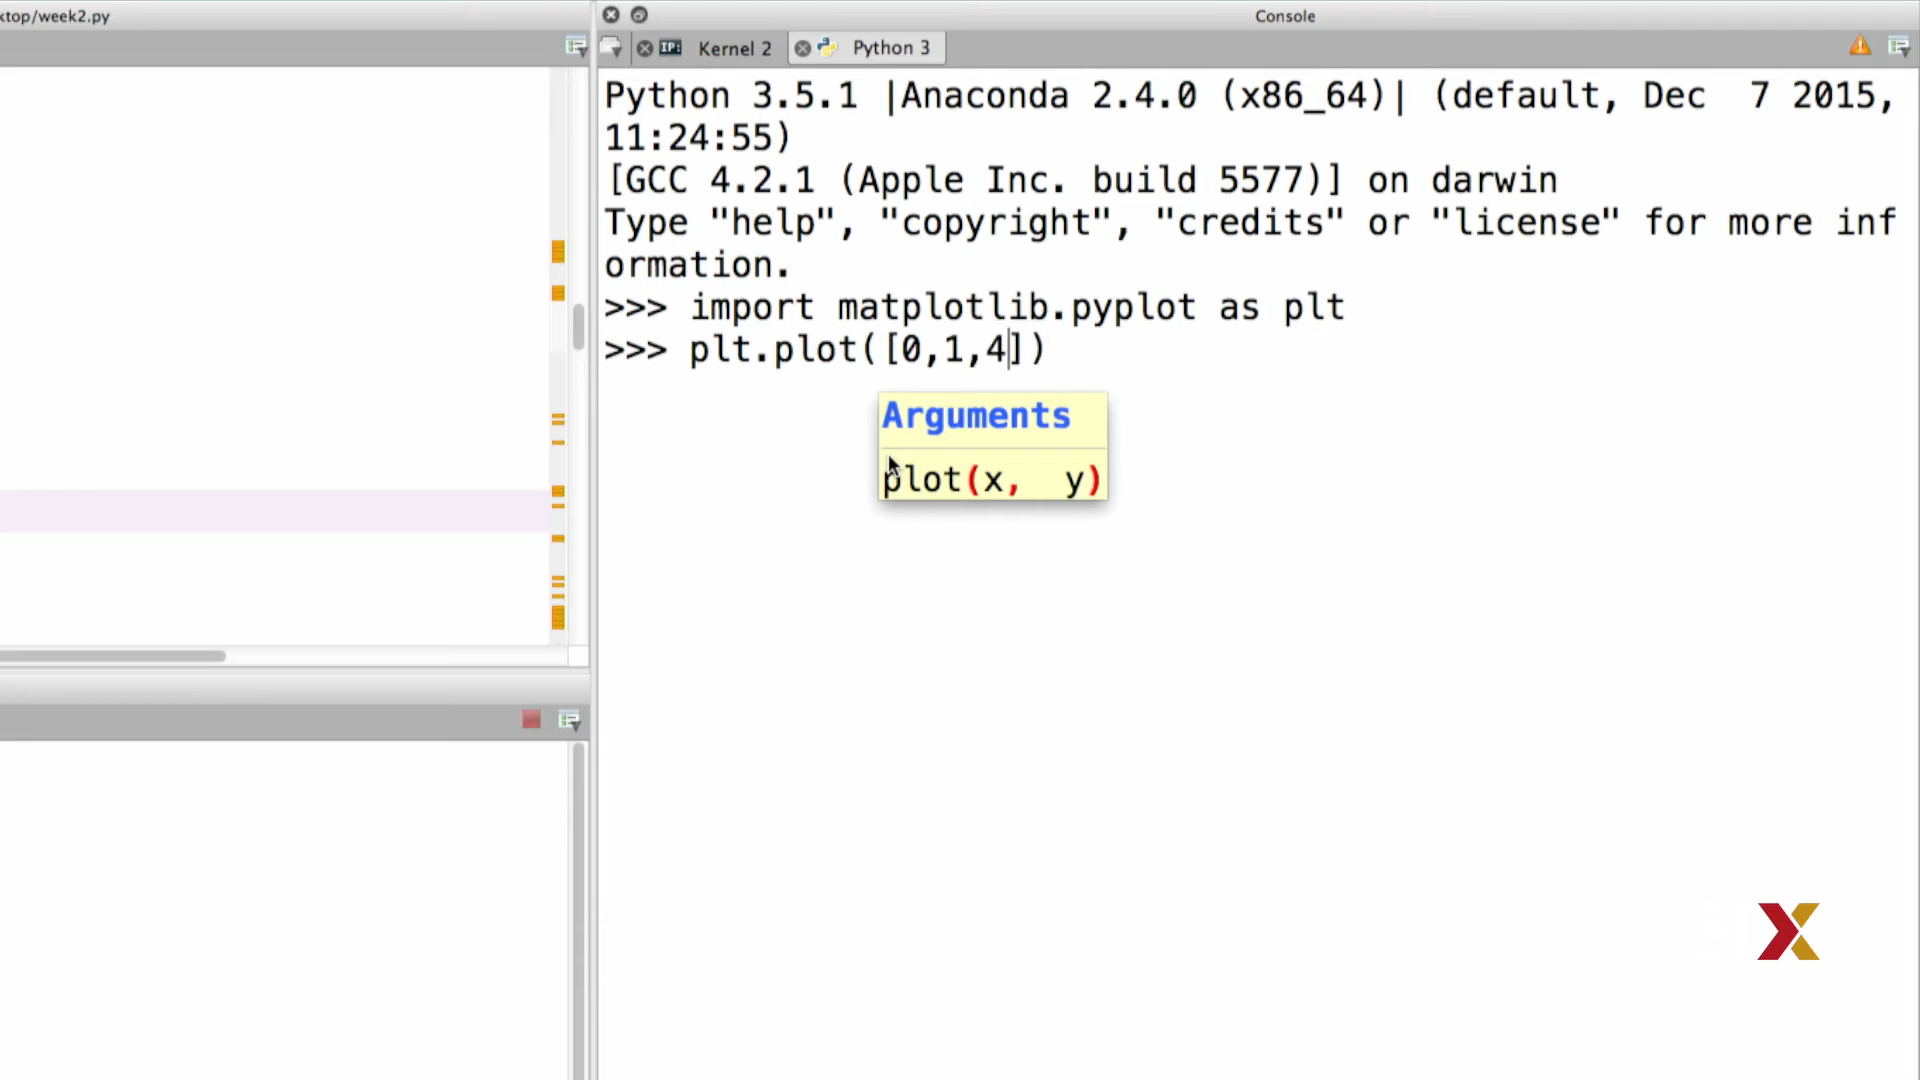 ktop/week2.py
Console
IP:
Kernel 2
Python 3
Python 3.5.1 |Anaconda 2.4.0 (x86_64)| (default, Dec  7 2015,
11:24:55)
[GCC 4.2.1 (Apple Inc. build 5577)] on darwin
Type "help", "copyright", "credits" or "license" for more inf
ormation.
>>> import matplotlib.pyplot as plt
>>> plt.plot([0,1,4])
Arguments
plot(x,  y)
X